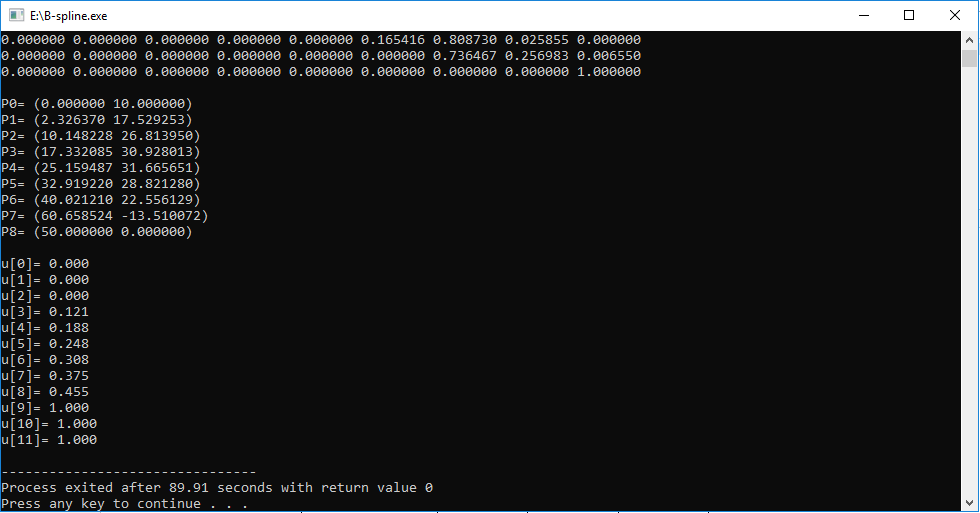 E:\B-spline.exe
0.000000 0.000000 0.000000 0.000000 0.000000 0.165416 0.808730 0.025855 0.000000
0.000000 0.000000 0.000000 0.000000 0.000000 0.000000 0.736467 0.256983 0.006550
0.000000 0.000000 0.000000 0.000000 0.000000 0.000000 0.000000 0.000000 1.000000
P0= (0.000000 10.000000)
P1= (2.326370 17.529253)
P2= (10.148228 26.813950)
P3= (17.332085 30.928013)
P4= (25.159487 31.665651)
P5= (32.919220 28.821280)
P6= (40.021210 22.556129)
P7= (60.658524 -13.510072)
P8= (50.000000 0.000000)
u[0]= 0.000
u[1]= 0.000
u[2]= 0.000
u[3]= 0.121
u[4]= 0.188
u[5]= 0.248
u[6]= 0.308
u[7]= 0.375
u[8]= 0.455
u[9]= 1.000
u[10]= 1.000
u[11]= 1.000
--------------------------------
Process exited after 89.91 seconds with return value 0
Press any key to continue . . .